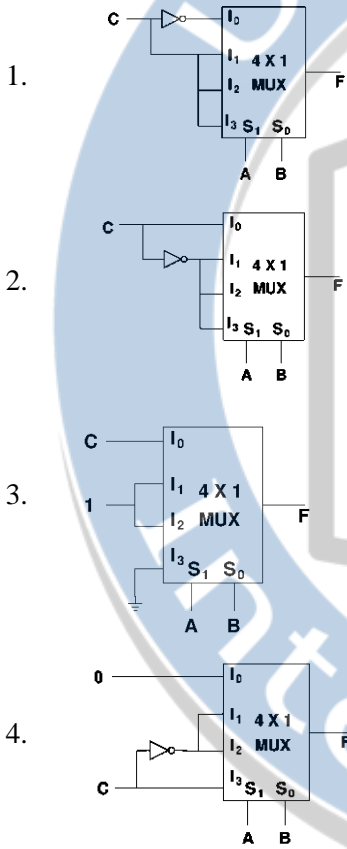 1.
C
I₀
I₁ 4 X 1
I₂ MUX
I₃ S₁ S₀
F
A B
2.
C
I₀
I₁ 4 X 1
I₂ MUX
I₃ S₁ S₀
F
A B
3.
C
I₀
1
I₁ 4 X 1
I₂ MUX
F
I₃ S₁ S₀
A B
4.
0
I₀
I₁ 4 X 1
I₂ MUX
F
C
I₃ S₁ S₀
A B